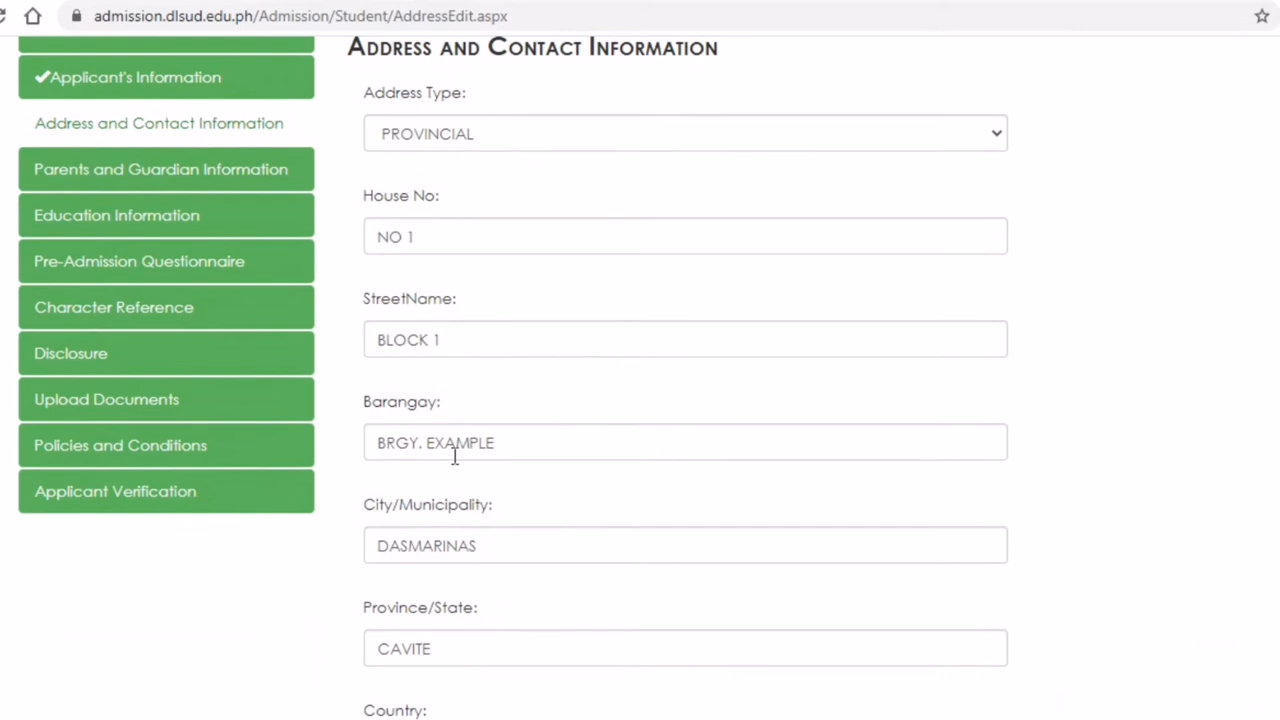 admission.dlsud.edu.ph/Admission/Student/AddressEdit.aspx
Applicant's Information
Address and Contact Information
Parents and Guardian Information
Education Information
Pre-Admission Questionnaire
Character Reference
Disclosure
Upload Documents
Policies and Conditions
Applicant Verification
Address and Contact Information
Address Type:
PROVINCIAL
House No:
NO 1
StreetName:
BLOCK 1
Barangay:
BRGY. EXAMPLE
City/Municipality:
DASMARINAS
Province/State:
CAVITE
Country: